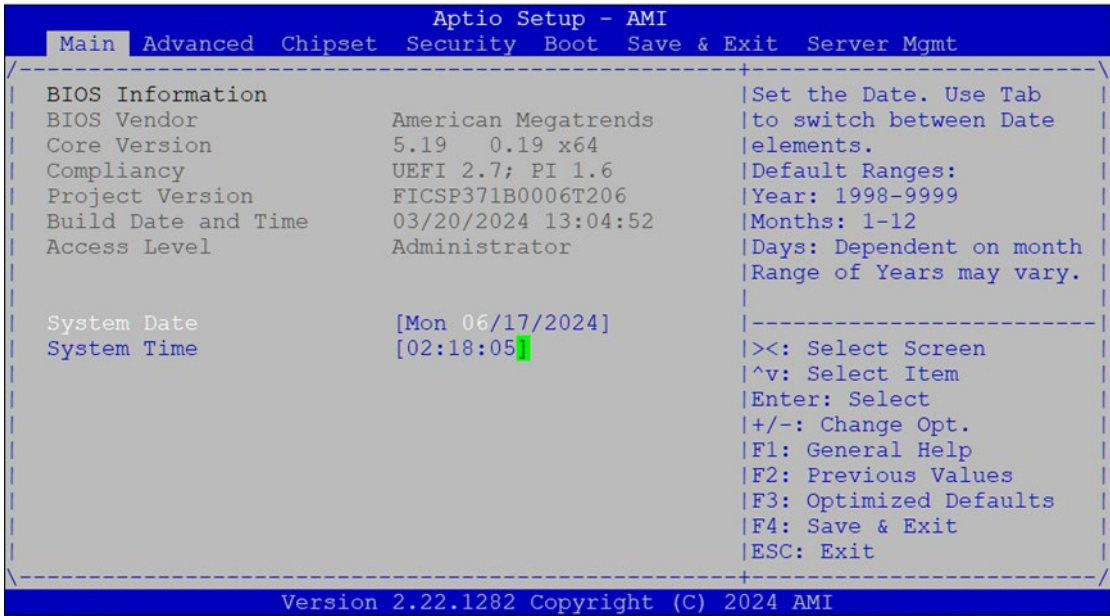 Aptio Setup - AMI
Main Advanced Chipset Security Boot Save & Exit Server Mgmt
BIOS Information
BIOS Vendor American Megatrends
Core Version 5.19 0.19 x64
Compliancy UEFI 2.7; PI 1.6
Project Version FICSP371B0006T206
Build Date and Time 03/20/2024 13:04:52
Access Level Administrator
System Date [Mon 06/17/2024]
System Time [02:18:05]
Set the Date. Use Tab
to switch between Date
elements.
Default Ranges:
Year: 1998-9999
Months: 1-12
Days: Dependent on month
Range of Years may vary.
><: Select Screen
^v: Select Item
Enter: Select
+/-: Change Opt.
F1: General Help
F2: Previous Values
F3: Optimized Defaults
F4: Save & Exit
ESC: Exit
Version 2.22.1282 Copyright (C) 2024 AMI